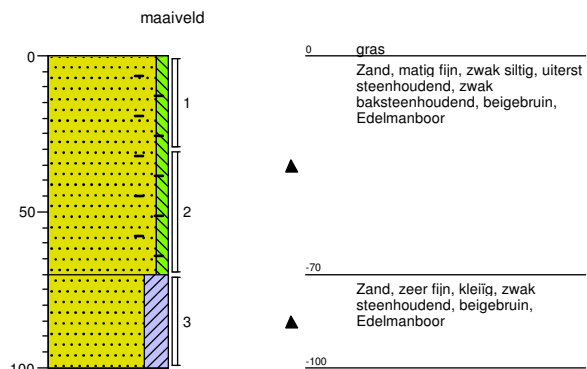 maaiveld
0
50
100
1
2
3
0
gras
Zand, matig fijn, zwak siltig, uiterst
steenhoudend, zwak
baksteenhoudend, beigebruin,
Edelmanboor
-70
Zand, zeer fijn, kleiïg, zwak
steenhoudend, beigebruin,
Edelmanboor
-100